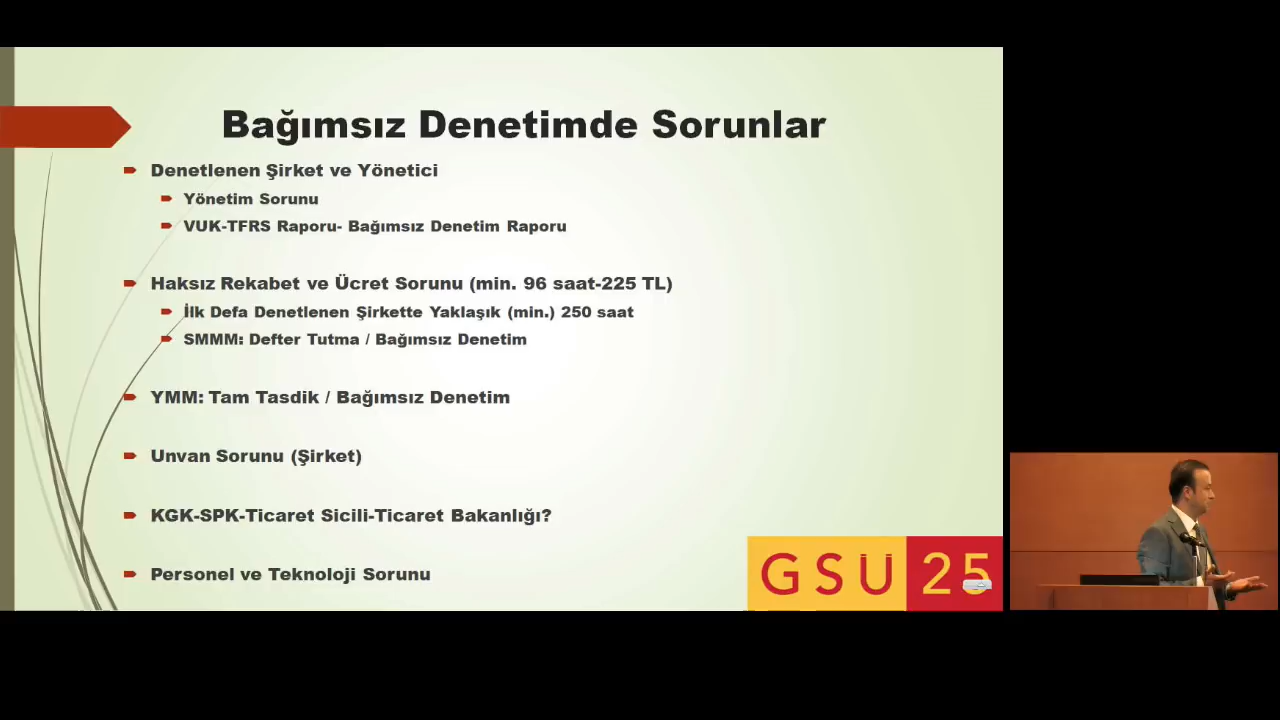 Bağımsız Denetimde Sorunlar
Denetlenen Şirket ve Yönetici
Yönetim Sorunu
VUK-TFRS Raporu- Bağımsız Denetim Raporu
Haksız Rekabet ve Ücret Sorunu (min. 96 saat-225 TL)
İlk Defa Denetlenen Şirkette Yaklaşık (min.) 250 saat
SMMM: Defter Tutma / Bağımsız Denetim
YMM: Tam Tasdik / Bağımsız Denetim
Unvan Sorunu (Şirket)
KGK-SPK-Ticaret Sicili-Ticaret Bakanlığı?
Personel ve Teknoloji Sorunu
GSÜ 25